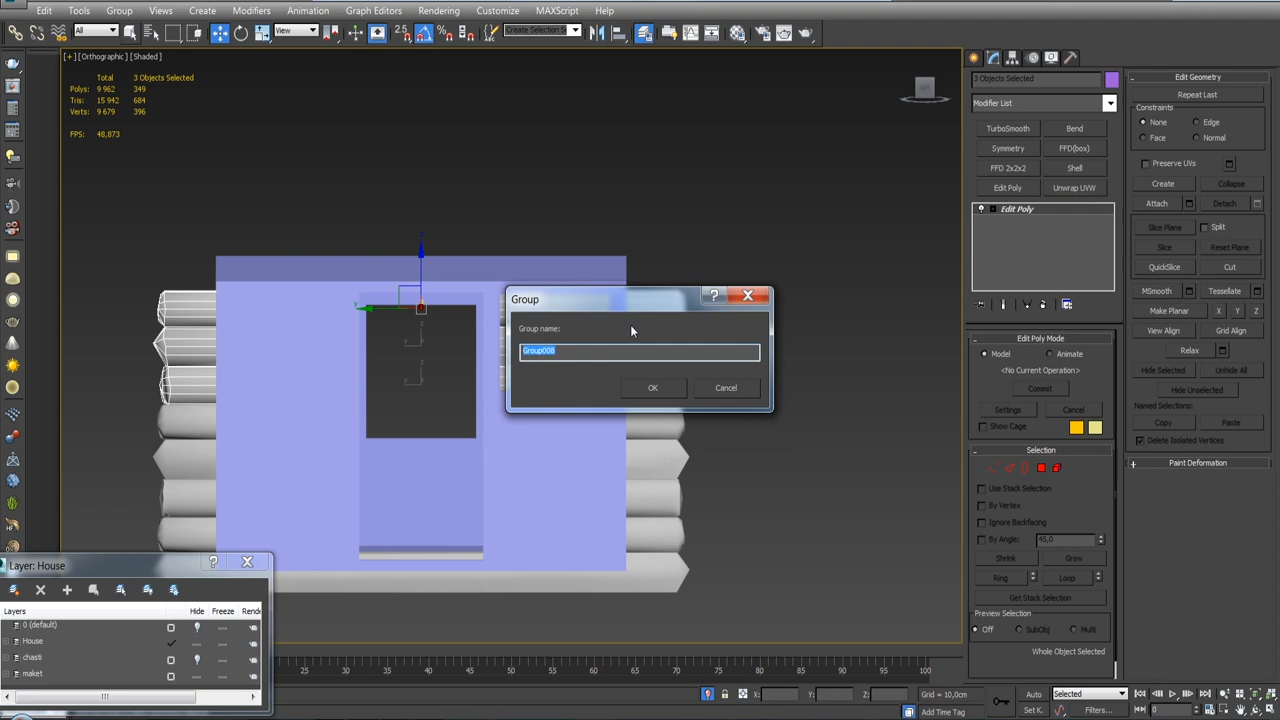 Edit Tools Group Views Create Modifiers Animation Graph Editors Rendering Customize MAXScript Help
All View 2.5 Create Selection Se
[+] [Orthographic] [Shaded]
Total 3 Objects Selected
Polys: 9 962 349
Tris: 15 942 684
Verts: 9 679 396
FPS: 48,873
3 Objects Selected
Modifier List
TurboSmooth Bend
Symmetry FFD(box)
FFD 2x2x2 Shell
Edit Poly Unwrap UVW
Edit Poly
Edit Poly Mode
Model Animate
<No Current Operation>
Commit
Settings Cancel
Show Cage
Selection
Use Stack Selection
By Vertex
Ignore Backfacing
By Angle: 45,0
Shrink Grow
Ring Loop
Get Stack Selection
Preview Selection
Off SubObj Multi
Whole Object Selected
Edit Geometry
Repeat Last
Constraints
None Edge
Face Normal
Preserve UVs
Create Collapse
Attach Detach
Slice Plane Split
Slice Reset Plane
QuickSlice Cut
MSmooth Tessellate
Make Planar X Y Z
View Align Grid Align
Relax
Hide Selected Unhide All
Hide Unselected
Named Selections:
Copy Paste
Delete Isolated Vertices
Paint Deformation
Group
Group name:
Group008
OK Cancel
Layer: House
Layers Hide Freeze Rende
0 (default)
House
chasti
maket
25 30 35 40 45 50 55 60 65 70 75 80 85 90 95 100
X: Y: Z: Grid = 10,0cm
Add Time Tag
Auto Selected
Set K. Filters... 0